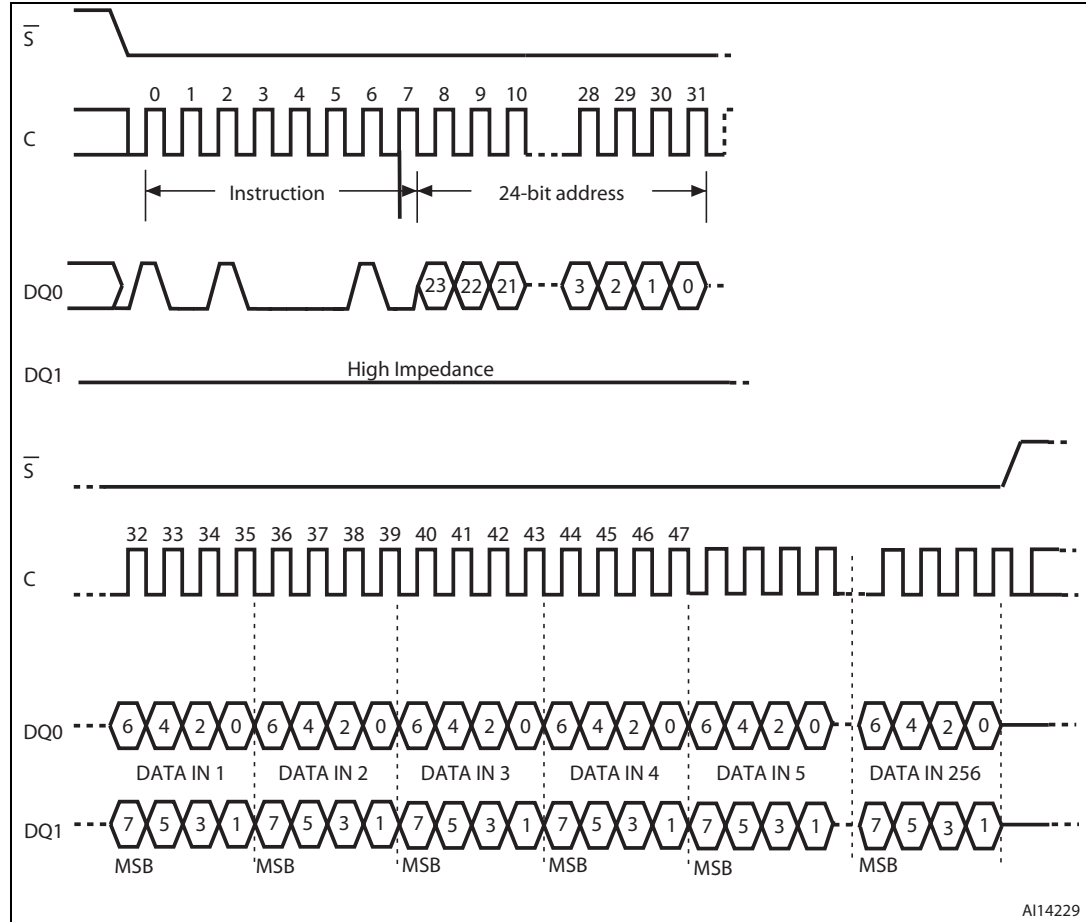 S
0 1 2 3 4 5 6 7 8 9 10 28 29 30 31
C
Instruction 24-bit address
DQ0 23 22 21 3 2 1 0
High Impedance
DQ1
S
32 33 34 35 36 37 38 39 40 41 42 43 44 45 46 47
C
DQ0 6 4 2 0 6 4 2 0 6 4 2 0 6 4 2 0 6 4 2 0 6 4 2 0
DATA IN 1 DATA IN 2 DATA IN 3 DATA IN 4 DATA IN 5 DATA IN 256
DQ1 7 5 3 1 7 5 3 1 7 5 3 1 7 5 3 1 7 5 3 1 7 5 3 1
MSB MSB MSB MSB MSB MSB
AI14229